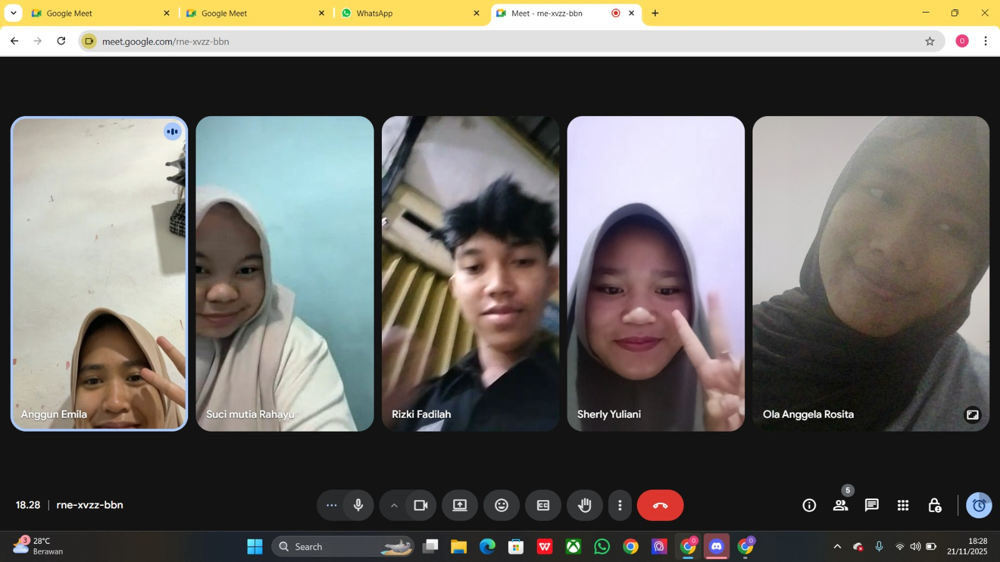 Google Meet
Google Meet
WhatsApp
Meet - rne-xvzz-bbn
meet.google.com/rne-xvzz-bbn
O
Anggun Emila
Suci mutia Rahayu
Rizki Fadilah
Sherly Yuliani
Ola Anggela Rosita
18.28 | rne-xvzz-bbn
CC
5
3
28°C
Berawan
Search
W
18:28
21/11/2025